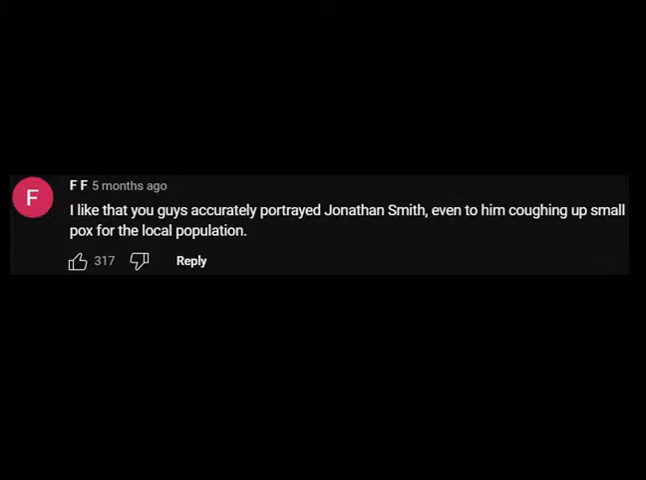 F
F F 5 months ago
I like that you guys accurately portrayed Jonathan Smith, even to him coughing up small
pox for the local population.
317 Reply